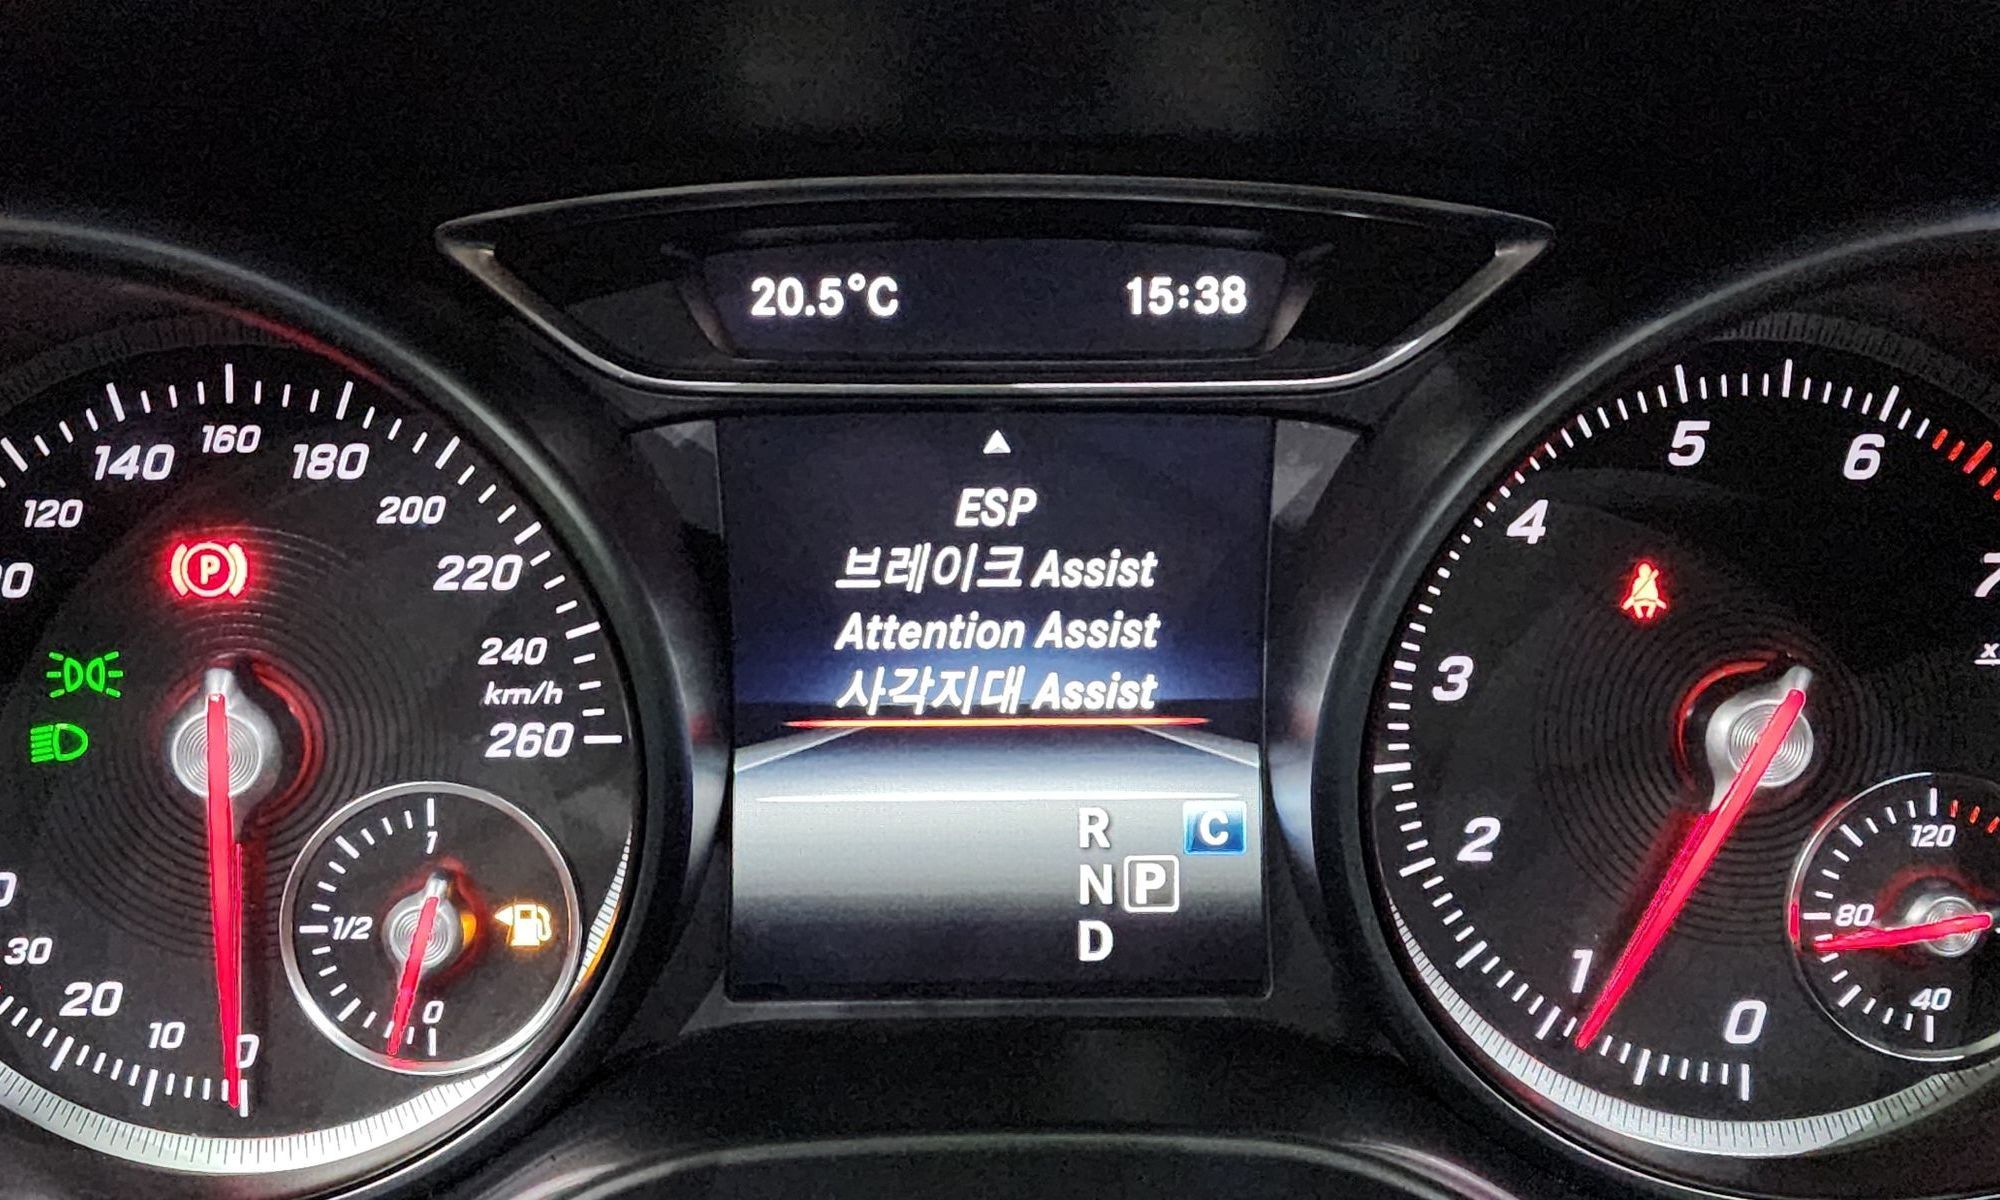 20.5°C 15:38
ESP
브레이크 Assist
Attention Assist
사각지대 Assist
R C
N P
D
10
20
30
120
140
160
180
200
220
240
km/h
260
P
1
1/2
0
0
0
1
2
3
4
5
6
7
120
80
40